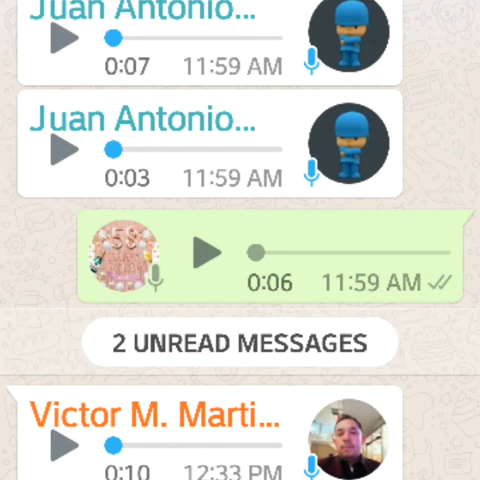 Juan Antonio...
0:07 11:59 AM
Juan Antonio...
0:03 11:59 AM
0:06 11:59 AM
2 UNREAD MESSAGES
Victor M. Marti...
0:10 12:33 PM